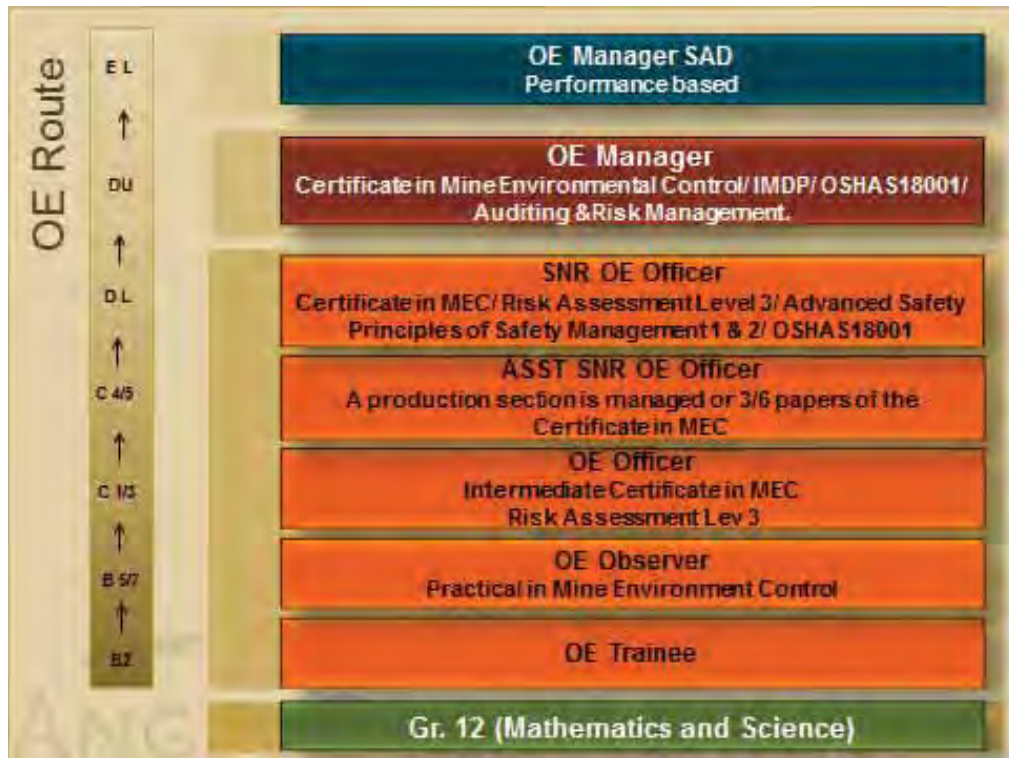 OE Route
E L
OE Manager SAD
Performance based
DU
OE Manager
Certificate in Mine Environmental Control/ IMDP/ OSHAS18001/
Auditing &Risk Management.
D L
SNR OE Officer
Certificate in MEC/ Risk Assessment Level 3/ Advanced Safety
Principles of Safety Management 1 & 2/ OSHAS18001
C 4/5
ASST SNR OE Officer
A production section is managed or 3/6 papers of the
Certificate in MEC
OE Officer
Intermediate Certificate in MEC
Risk Assessment Lev 3
B 5/7
OE Observer
Practical in Mine Environment Control
B2
OE Trainee
Gr. 12 (Mathematics and Science)
ANG